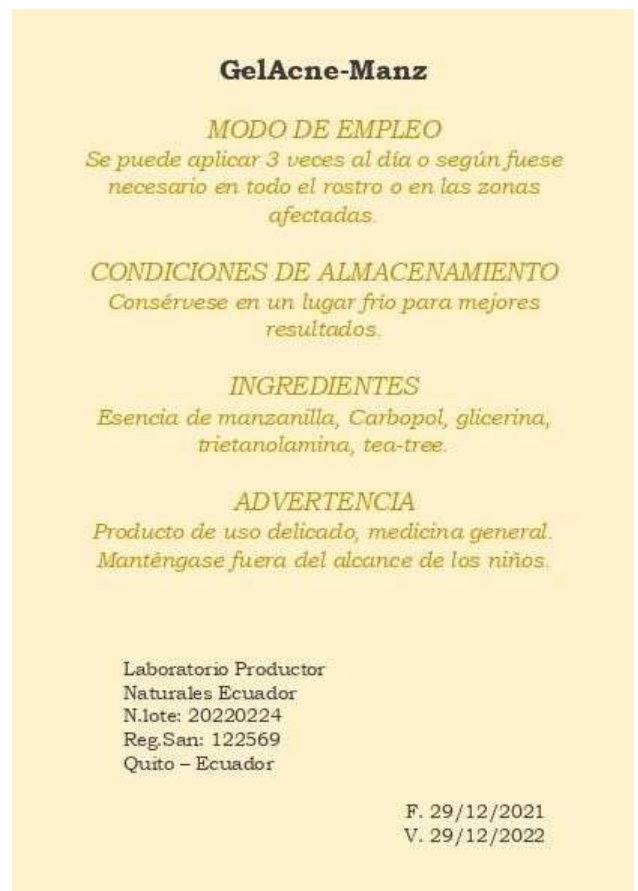 GelAcne-Manz
MODO DE EMPLEO
Se puede aplicar 3 veces al día o según fuese
necesario en todo el rostro o en las zonas
afectadas.
CONDICIONES DE ALMACENAMIENTO
Consérvese en un lugar frío para mejores
resultados.
INGREDIENTES
Esencia de manzanilla, Carbopol, glicerina,
trietanolamina, tea-tree.
ADVERTENCIA
Producto de uso delicado, medicina general.
Manténgase fuera del alcance de los niños.
Laboratorio Productor
Naturales Ecuador
N.lote: 20220224
Reg.San: 122569
Quito – Ecuador
F. 29/12/2021
V. 29/12/2022